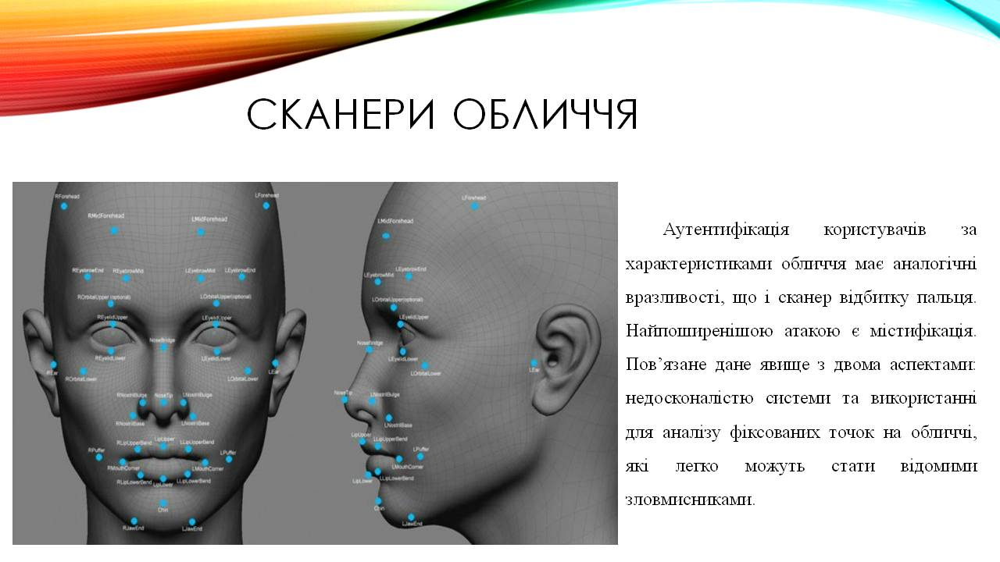 СКАНЕРИ ОБЛИЧЧЯ
RForehead
LForehead
RMidForehead
LMidForehead
REyebrowEnd
REyebrowMid
LEyebrowMid
LEyebrowEnd
ROrbitalUpper (optional)
LOrbitalUpper(optional)
REyelidUpper
LEyelidUpper
NoseBridge
REyelidLower
LEyelidLower
REar
ROrbitalLower
LOrbitalLower
LEar
RNostrilBulge
NoseTip
LNostrilBulge
RNostrilBase
LNostrilBase
RPuffer
RLipUpperBend
LipUpper
LLipUpperBend
LPuffer
RMouthCorner
LMouthCorner
RLipLowerBend
LipLower
LLipLowerBend
Chin
RJawEnd
LJawEnd
LForehead
LMidForehead
LEyebrowMid
LEyebrowEnd
LOrbitalUpper(optional)
LEyelidUpper
NoseBridge
LEyelidLower
LOrbitalLower
LEar
NoseTip
LNostrilBulge
LNostrilBase
LipUpper
LLipUpperBend
LPuffer
LMouthCorner
LipLower
LLipLowerBend
Chin
LJawEnd
Аутентифікація користувачів за
характеристиками обличчя має аналогічні
вразливості, що і сканер відбитку пальця.
Найпоширенішою атакою є містифікація.
Пов’язане дане явище з двома аспектами:
недосконалістю системи та використанні
для аналізу фіксованих точок на обличчі,
які легко можуть стати відомими
зловмисниками.